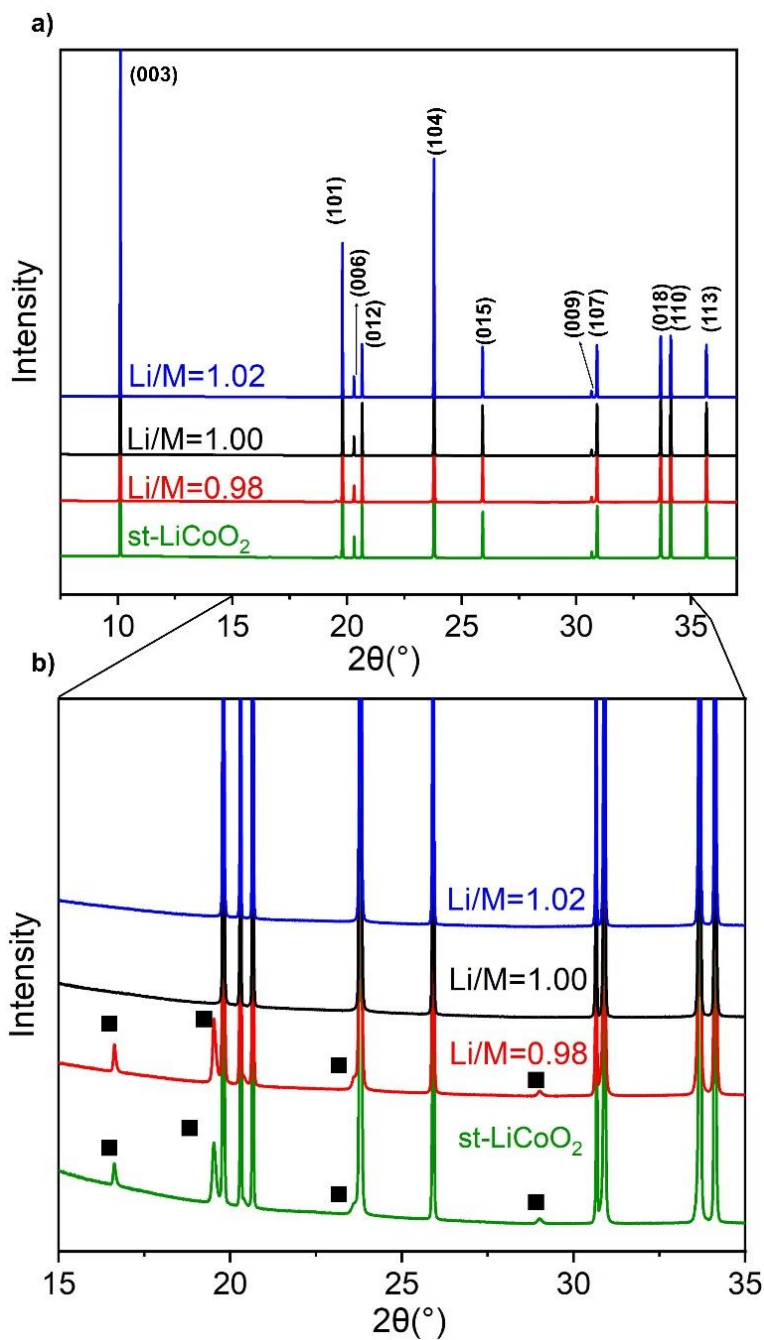 a)
(003)
(104)
(101)
(006)
(012)
(015)
(009)
(107)
(018)
(110)
(113)
Intensity
Li/M=1.02
Li/M=1.00
Li/M=0.98
st-LiCoO₂
10 15 20 25 30 35
2θ(°)
b)
Intensity
Li/M=1.02
Li/M=1.00
Li/M=0.98
st-LiCoO₂
15 20 25 30 35
2θ(°)